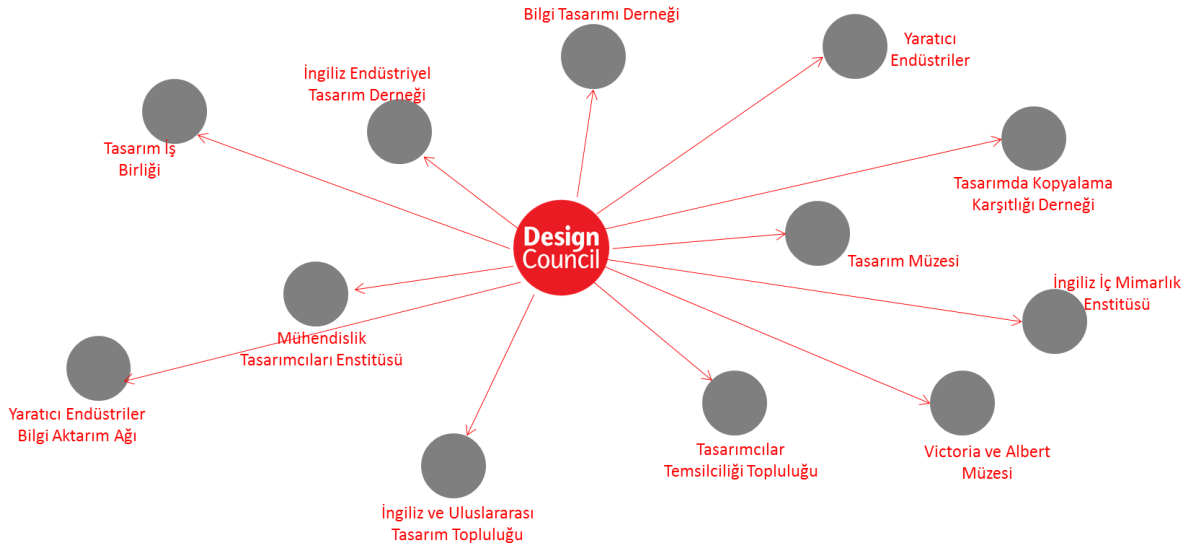 Bilgi Tasarımı Derneği
Yaratıcı
Endüstriler
İngiliz Endüstriyel
Tasarım Derneği
Tasarım İş
Birliği
Tasarımda Kopyalama
Karşıtlığı Derneği
Design
Council
Tasarım Müzesi
İngiliz İç Mimarlık
Enstitüsü
Mühendislik
Tasarımcıları Enstitüsü
Yaratıcı Endüstriler
Bilgi Aktarım Ağı
Tasarımcılar
Temsilciliği Topluluğu
Victoria ve Albert
Müzesi
İngiliz ve Uluslararası
Tasarım Topluluğu